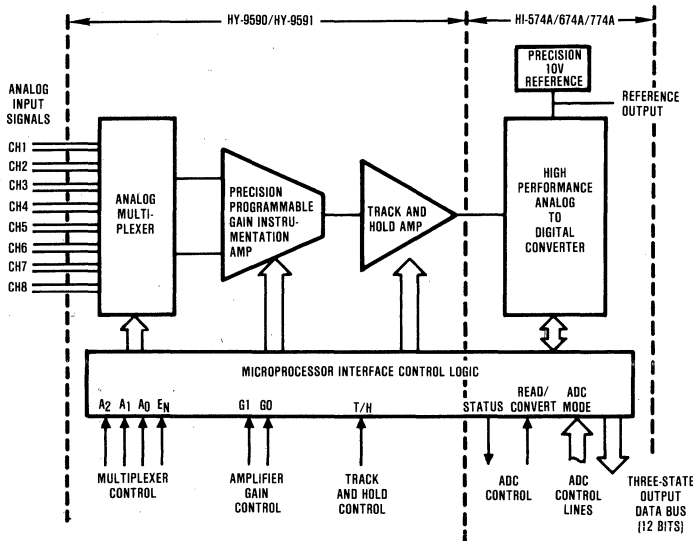 HY-9590/HY-9591
HI-574A/674A/774A
PRECISION
10V
REFERENCE
REFERENCE
OUTPUT
ANALOG
INPUT
SIGNALS
CH1
CH2
CH3
CH4
CH5
CH6
CH7
CH8
ANALOG
MULTI-
PLEXER
PRECISION
PROGRAMMABLE
GAIN INSTRU-
MENTATION
AMP
TRACK AND
HOLD AMP
HIGH
PERFORMANCE
ANALOG
TO
DIGITAL
CONVERTER
MICROPROCESSOR INTERFACE CONTROL LOGIC
A2 A1 A0 EN
G1 G0
T/H
STATUS
READ/
CONVERT
ADC
MODE
MULTIPLEXER
CONTROL
AMPLIFIER
GAIN
CONTROL
TRACK
AND HOLD
CONTROL
ADC
CONTROL
ADC
CONTROL
LINES
THREE-STATE
OUTPUT
DATA BUS
(12 BITS)